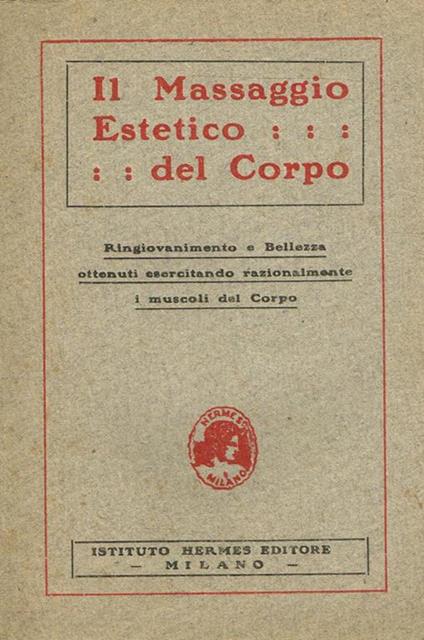 Il Massaggio
Estetico : : :
: : del Corpo
Ringiovanimento e Bellezza
ottenuti esercitando razionalmente
i muscoli del Corpo
HERMES
MILANO
ISTITUTO HERMES EDITORE
— MILANO —